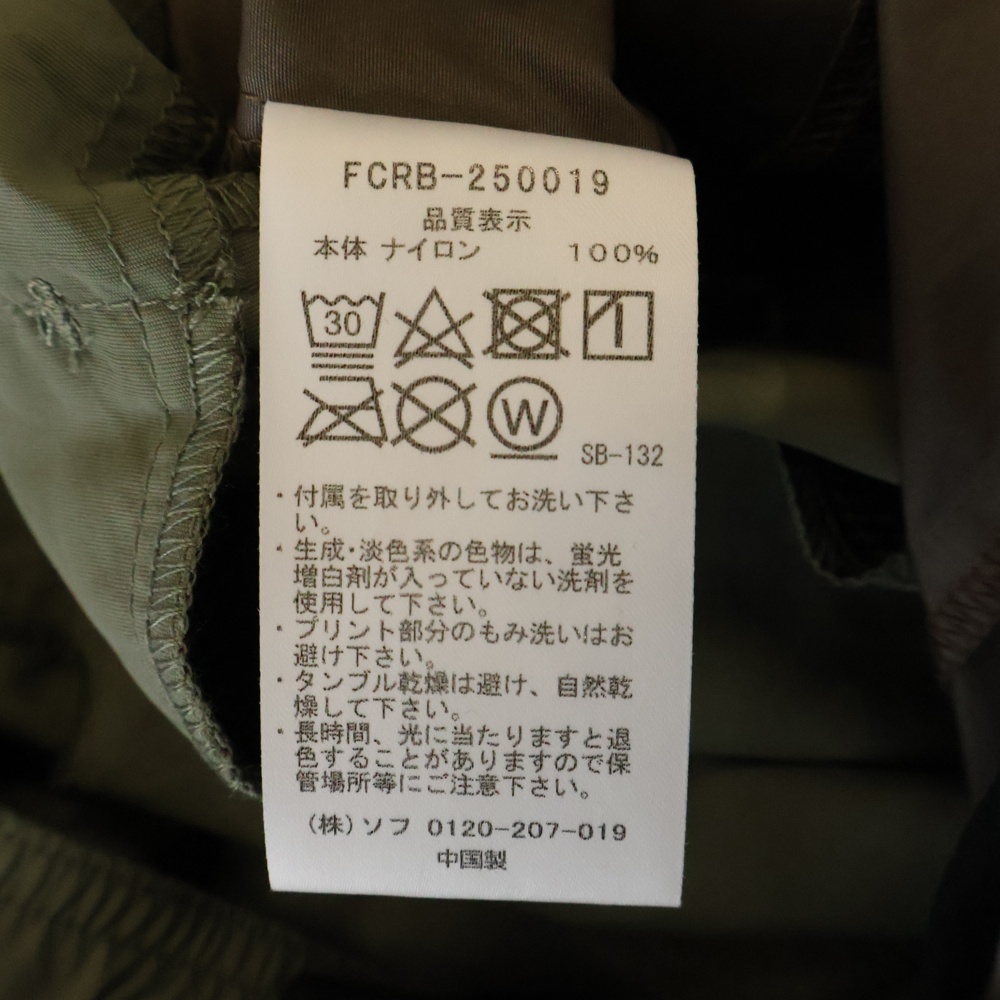 FCRB-250019
品質表示
本体 ナイロン 100%
30
W
SB-132
・付属を取り外してお洗い下さ
い。
・生成・淡色系の色物は、蛍光
増白剤が入っていない洗剤を
使用して下さい。
・プリント部分のもみ洗いはお
避け下さい。
・タンブル乾燥は避け、自然乾
燥して下さい。
・長時間、光に当たりますと退
色することがありますので保
管場所等にご注意下さい。
(株)ソフ 0120-207-019
中国製